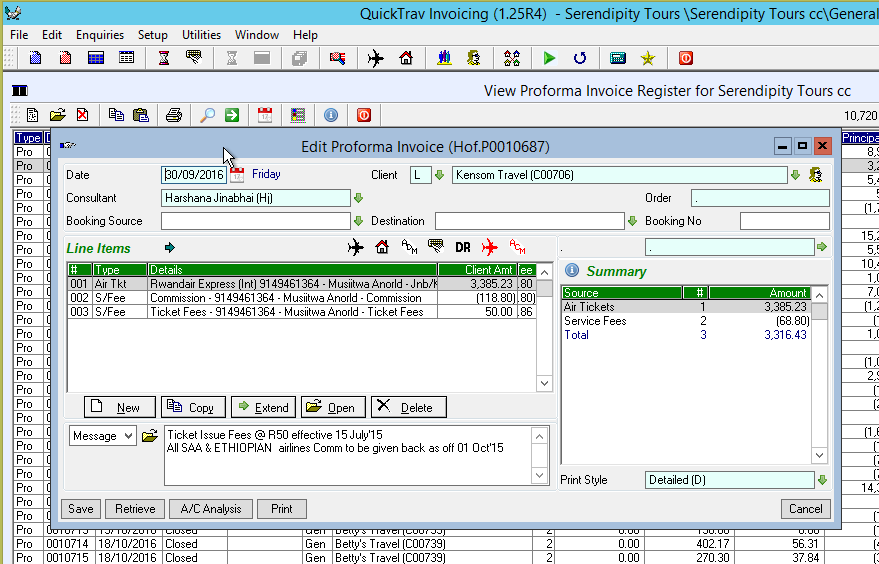 QuickTrav Invoicing (1.25R4) - Serendipity Tours \Serendipity Tours cc\General
File Edit Enquiries Setup Utilities Window Help
View Proforma Invoice Register for Serendipity Tours cc
10,720
Type
Principa
Edit Proforma Invoice (Hof.P0010687)
Date 30/09/2016 Friday Client L Kensom Travel (C00706)
Consultant Harshana Jinabhai (Hj) Order .
Booking Source Destination Booking No
Line Items DR . .
# Type Details Client Amt ee
001 Air Tkt Rwandair Express (Int) 9149461364 - Musiitwa Anorld - Jnb/K 3,385.23 .80
002 S/Fee Commission - 9149461364 - Musiitwa Anorld - Commission (118.80) .80)
003 S/Fee Ticket Fees - 9149461364 - Musiitwa Anorld - Ticket Fees 50.00 .86
Summary
Source # Amount
Air Tickets 1 3,385.23
Service Fees 2 (68.80)
Total 3 3,316.43
New Copy Extend Open Delete
Message
Ticket Issue Fees @ R50 effective 15 July'15
All SAA & ETHIOPIAN airlines Comm to be given back as off 01 Oct'15
Print Style Detailed (D)
Save Retrieve A/C Analysis Print Cancel
Pro 0010714 18/10/2016 Closed Gen Betty's Travel (C00739) 2 0.00 402.17 56.31
Pro 0010715 18/10/2016 Closed Gen Betty's Travel (C00739) 2 0.00 270.30 37.84